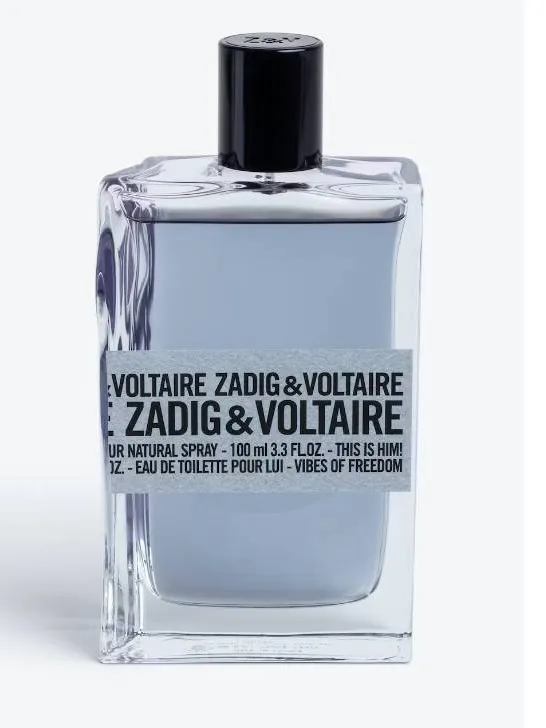 Z&V
&VOLTAIRE ZADIG&VOLTAIRE
E ZADIG&VOLTAIRE
UR NATURAL SPRAY - 100 ml 3.3 FL.OZ. - THIS IS HIM!
OZ. - EAU DE TOILETTE POUR LUI - VIBES OF FREEDOM